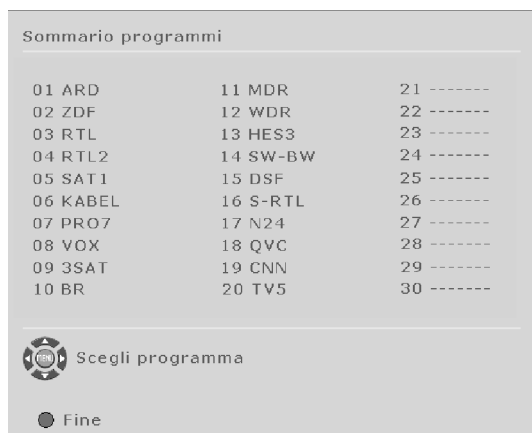 Sommario programmi
01 ARD
02 ZDF
03 RTL
04 RTL2
05 SAT1
06 KABEL
07 PRO7
08 VOX
09 3SAT
10 BR
11 MDR
12 WDR
13 HES3
14 SW-BW
15 DSF
16 S-RTL
17 N24
18 QVC
19 CNN
20 TV5
21 -------
22 -------
23 -------
24 -------
25 -------
26 -------
27 -------
28 -------
29 -------
30 -------
MENU
Scegli programma
Fine